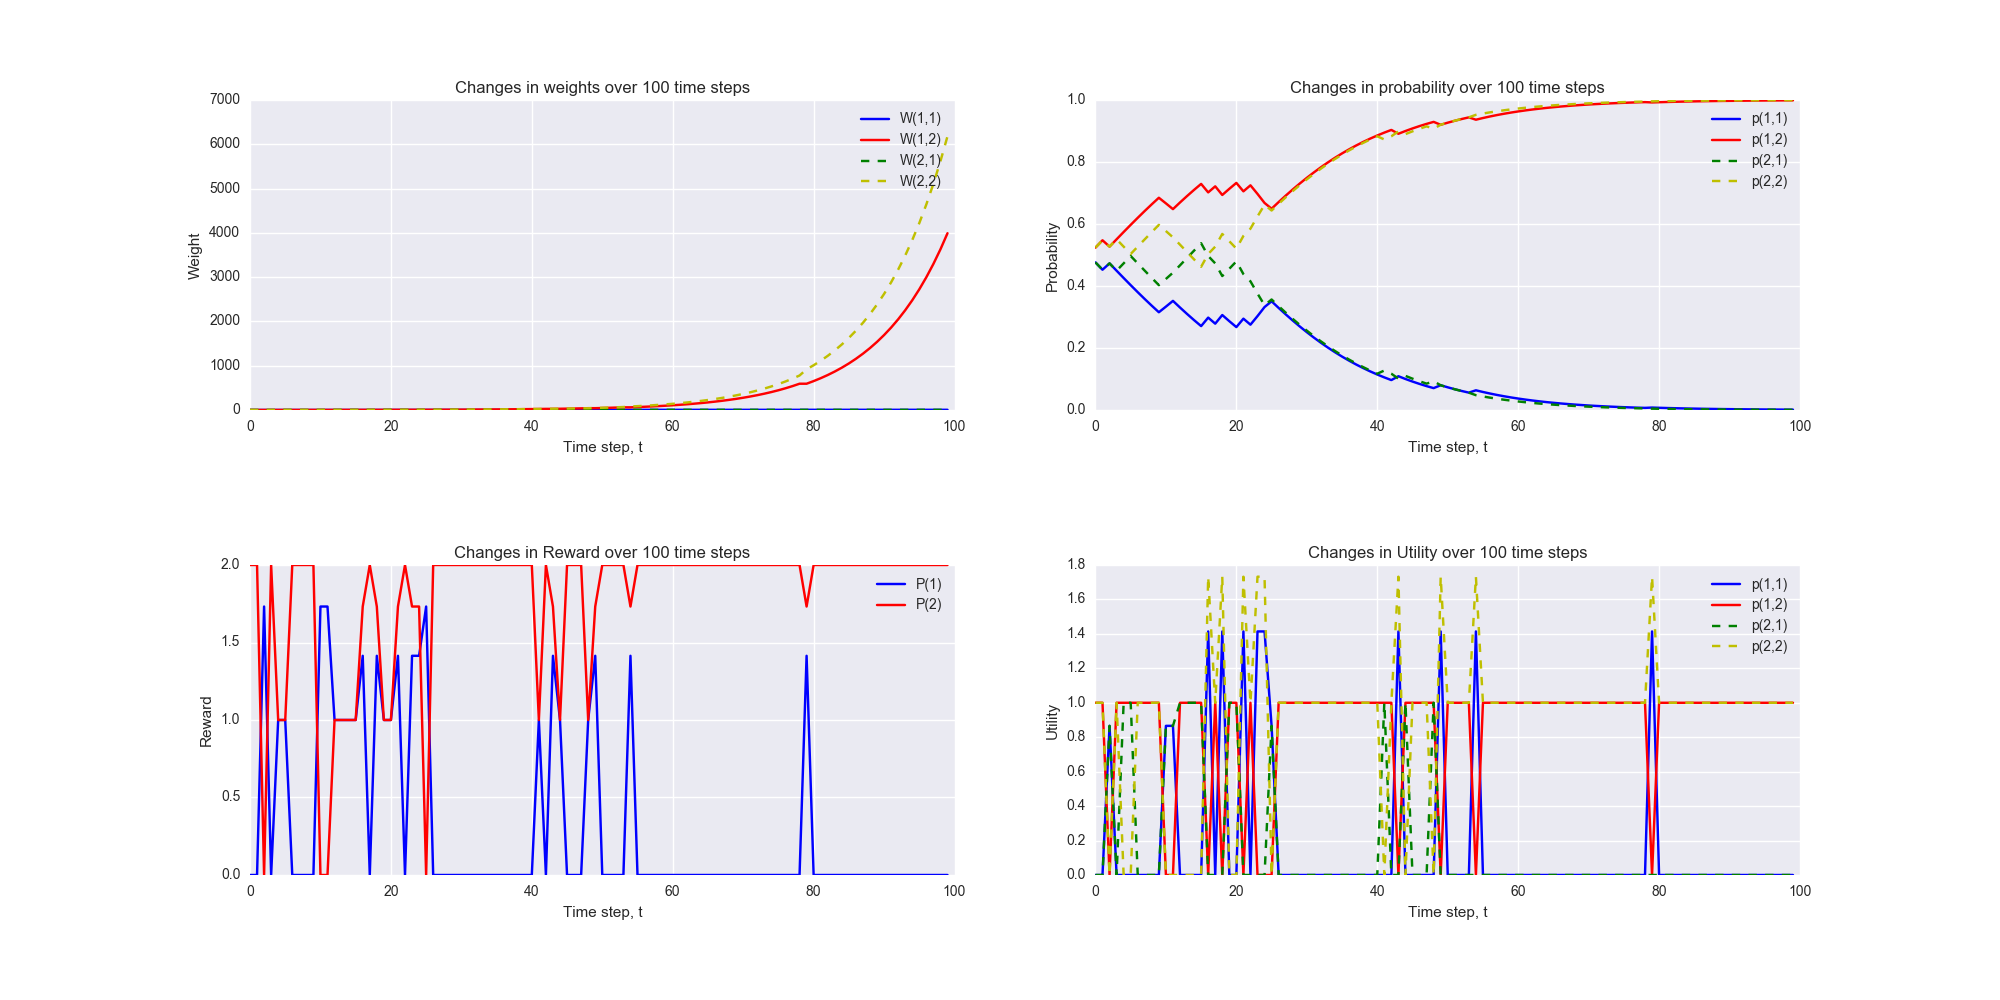 Changes in weights over 100 time steps
7000
6000
5000
4000
3000
2000
1000
0
Weight
W(1,1)
W(1,2)
W(2,1)
W(2,2)
0 20 40 60 80 100
Time step, t
Changes in probability over 100 time steps
1.0
0.8
0.6
0.4
0.2
0.0
Probability
p(1,1)
p(1,2)
p(2,1)
p(2,2)
0 20 40 60 80 100
Time step, t
Changes in Reward over 100 time steps
2.0
1.5
1.0
0.5
0.0
Reward
P(1)
P(2)
0 20 40 60 80 100
Time step, t
Changes in Utility over 100 time steps
1.8
1.6
1.4
1.2
1.0
0.8
0.6
0.4
0.2
0.0
Utility
p(1,1)
p(1,2)
p(2,1)
p(2,2)
0 20 40 60 80 100
Time step, t